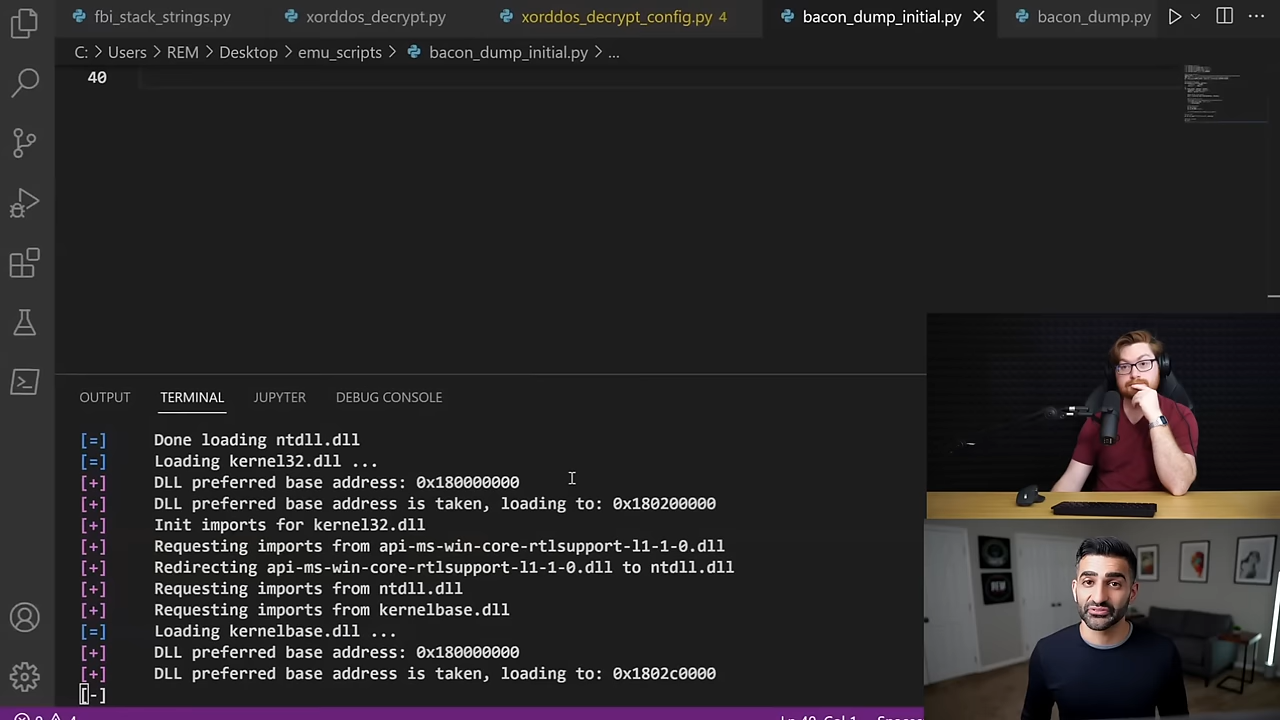 fbi_stack_strings.py xorddos_decrypt.py xorddos_decrypt_config.py 4 bacon_dump_initial.py bacon_dump.py
C: > Users > REM > Desktop > emu_scripts > bacon_dump_initial.py > ...
40
OUTPUT TERMINAL JUPYTER DEBUG CONSOLE
[=] Done loading ntdll.dll
[=] Loading kernel32.dll ...
[+] DLL preferred base address: 0x180000000
[+] DLL preferred base address is taken, loading to: 0x180200000
[+] Init imports for kernel32.dll
[+] Requesting imports from api-ms-win-core-rtlsupport-l1-1-0.dll
[+] Redirecting api-ms-win-core-rtlsupport-l1-1-0.dll to ntdll.dll
[+] Requesting imports from ntdll.dll
[+] Requesting imports from kernelbase.dll
[=] Loading kernelbase.dll ...
[+] DLL preferred base address: 0x180000000
[+] DLL preferred base address is taken, loading to: 0x1802c0000
[-]